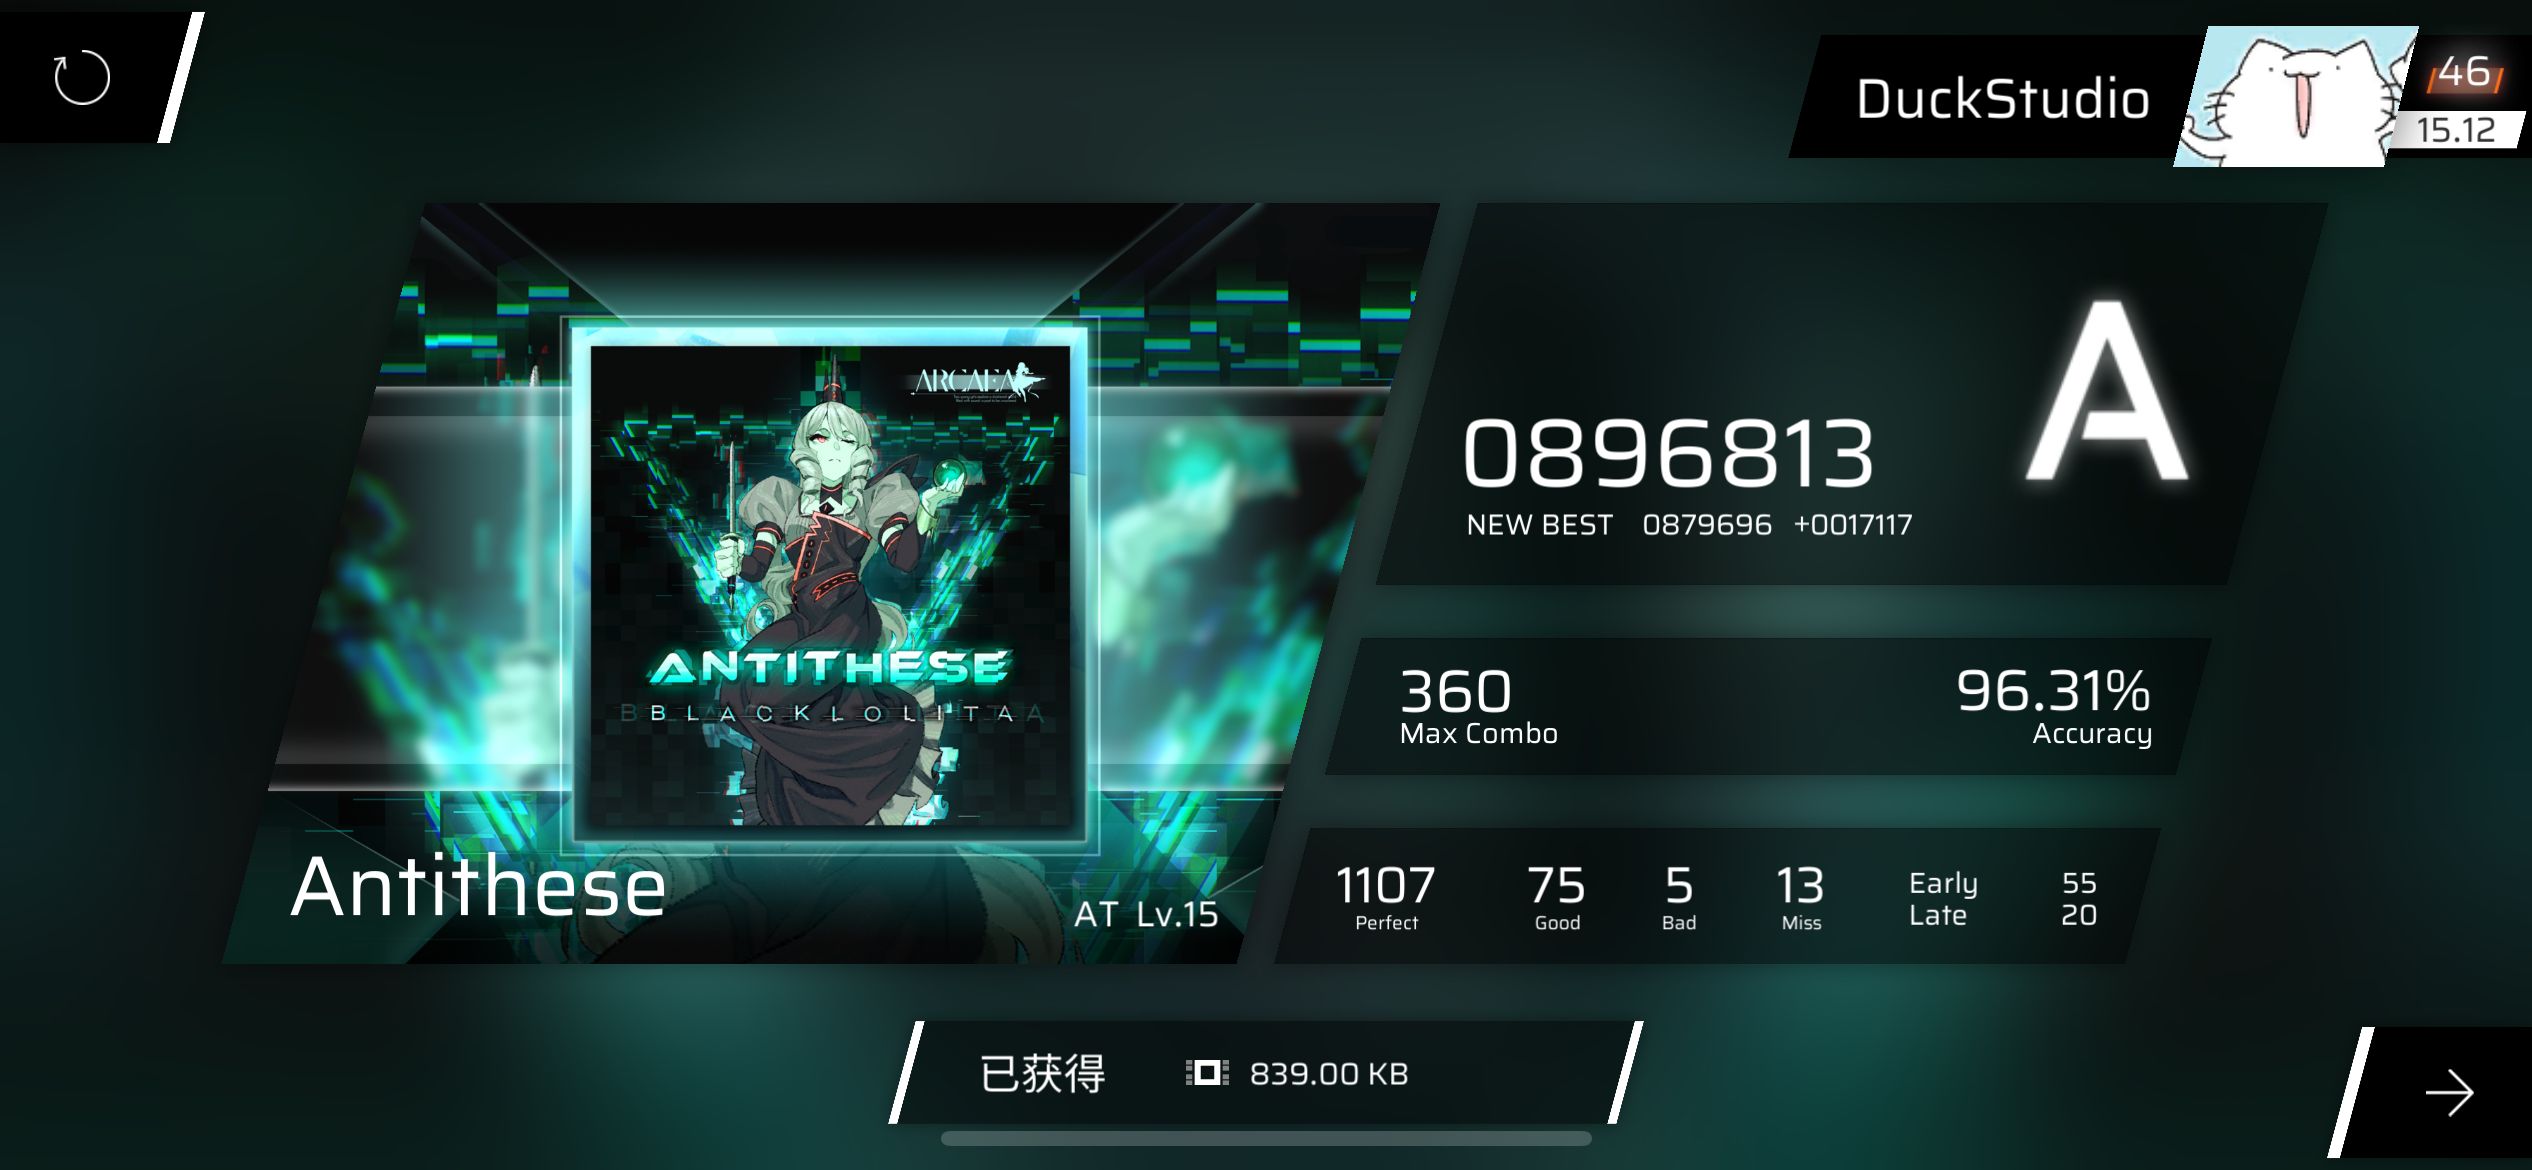 DuckStudio
46
15.12
ARCAEA
ANTITHESE
BLACKLOLITA
Antithese
AT Lv.15
0896813
A
NEW BEST 0879696 +0017117
360
Max Combo
96.31%
Accuracy
1107
Perfect
75
Good
5
Bad
13
Miss
Early 55
Late 20
已获得 839.00 KB